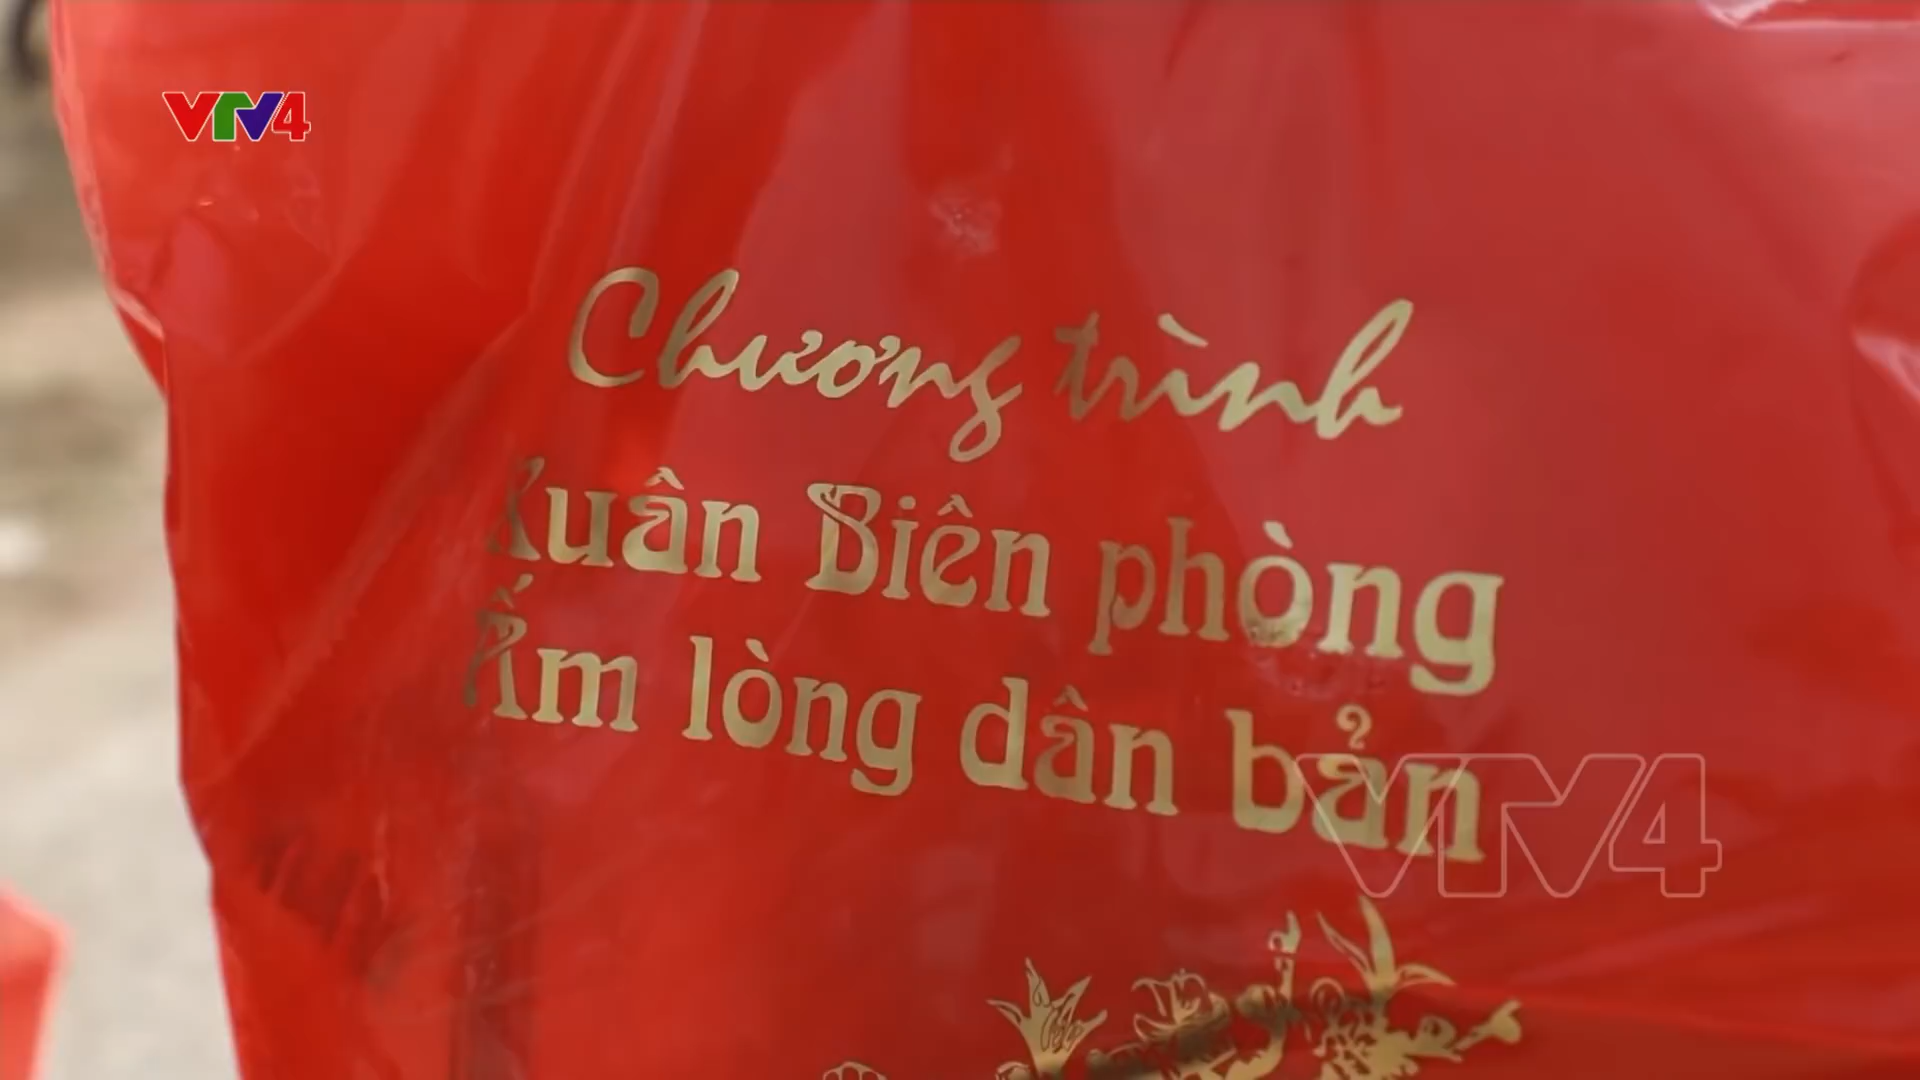 VTV4
Chương trình
Xuân Biên phòng
Ấm lòng dân bản
VTV4